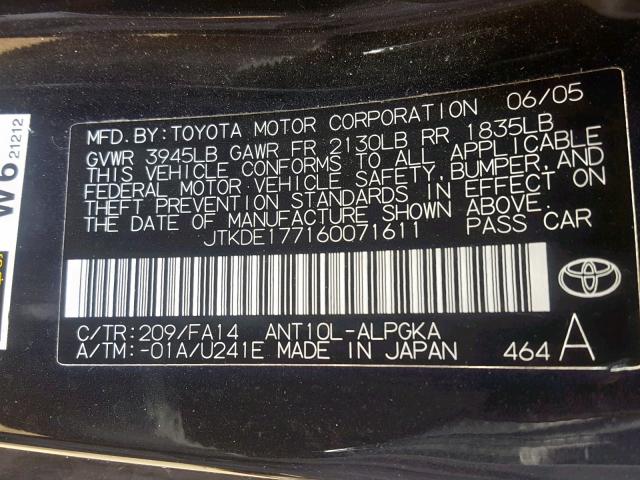 MFD. BY: TOYOTA MOTOR CORPORATION 06/05
GVWR 3945LB GAWR FR 2130LB RR 1835LB
THIS VEHICLE CONFORMS TO ALL APPLICABLE
FEDERAL MOTOR VEHICLE SAFETY, BUMPER, AND
THEFT PREVENTION STANDARDS IN EFFECT ON
THE DATE OF MANUFACTURE SHOWN ABOVE.
JTKDE177160071611 PASS CAR
C/TR: 209/FA14 ANT10L-ALPGKA
A/TM: -01A/U241E MADE IN JAPAN 464 A
W6
21212